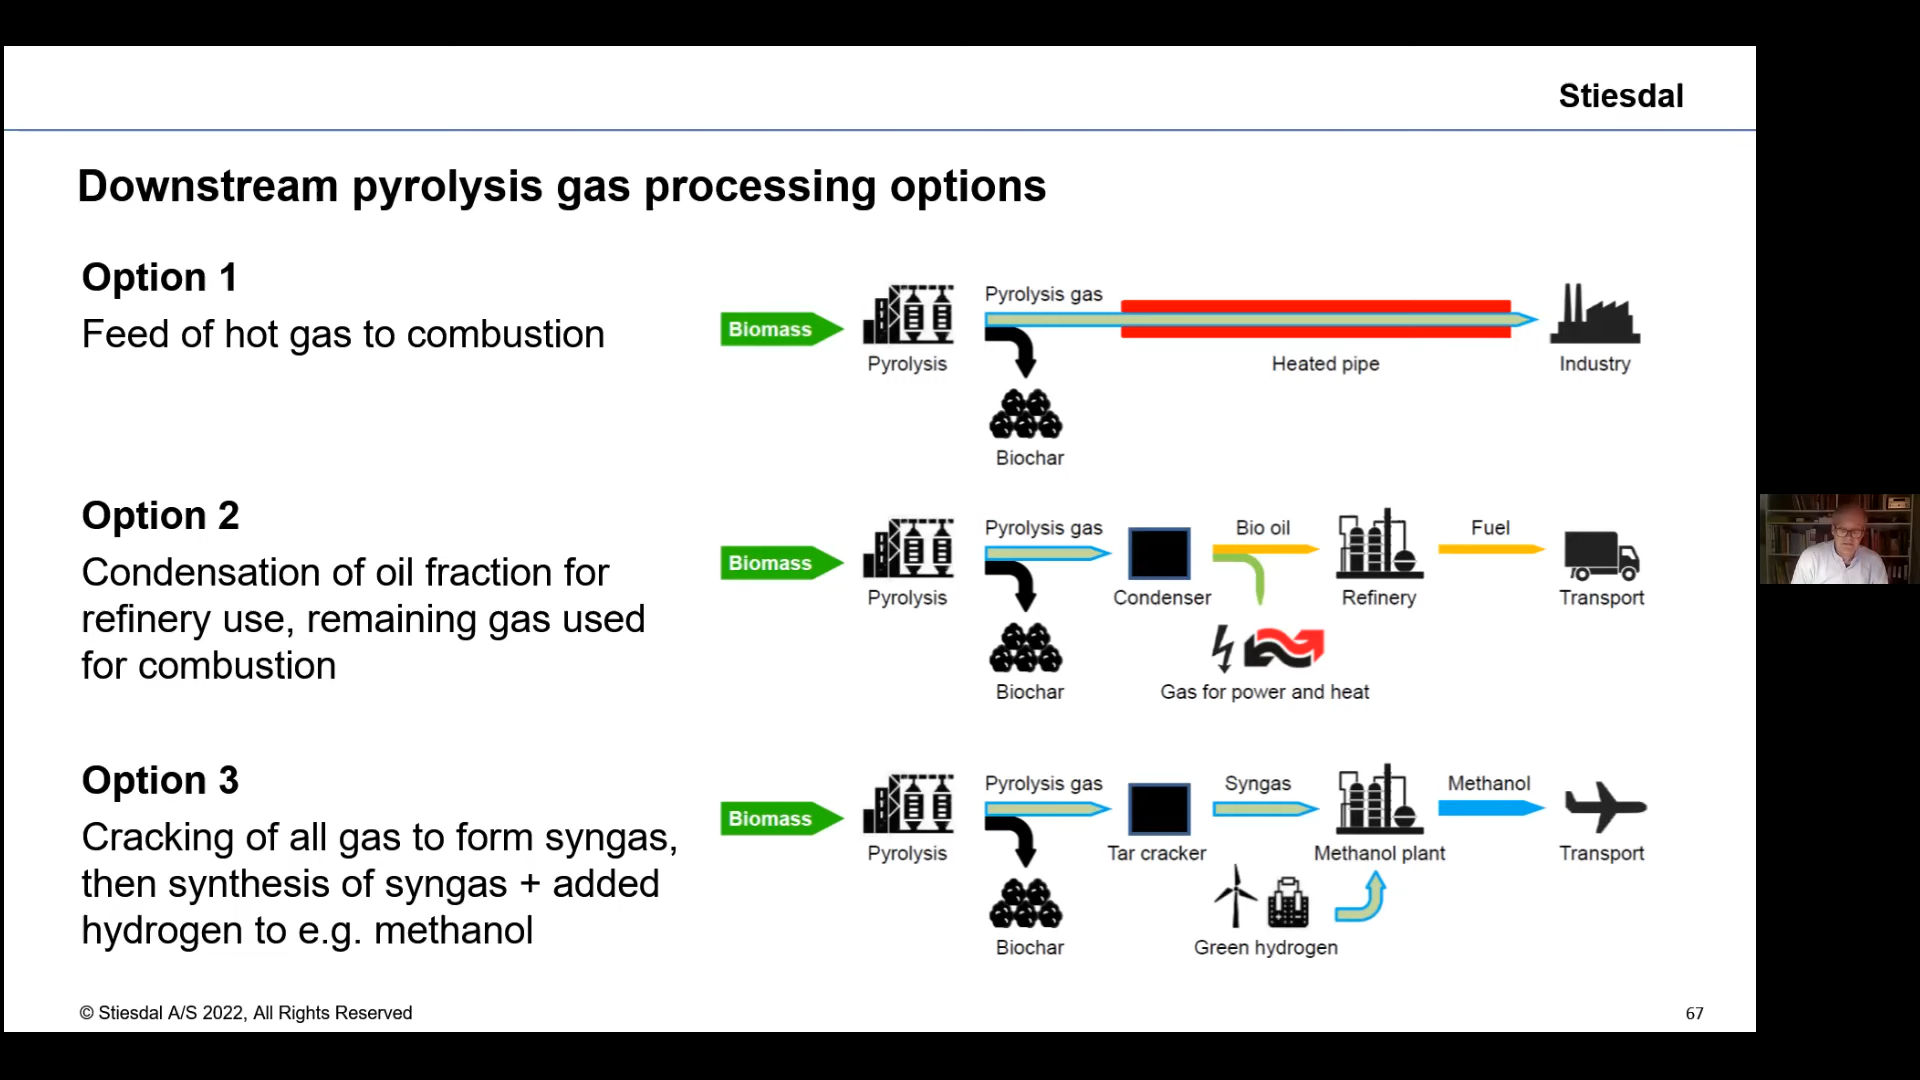 Stiesdal
Downstream pyrolysis gas processing options
Option 1
Feed of hot gas to combustion
Biomass
Pyrolysis
Pyrolysis gas
Biochar
Heated pipe
Industry
Option 2
Condensation of oil fraction for
refinery use, remaining gas used
for combustion
Biomass
Pyrolysis
Pyrolysis gas
Biochar
Condenser
Bio oil
Gas for power and heat
Refinery
Fuel
Transport
Option 3
Cracking of all gas to form syngas,
then synthesis of syngas + added
hydrogen to e.g. methanol
Biomass
Pyrolysis
Pyrolysis gas
Biochar
Tar cracker
Syngas
Green hydrogen
Methanol plant
Methanol
Transport
© Stiesdal A/S 2022, All Rights Reserved
67